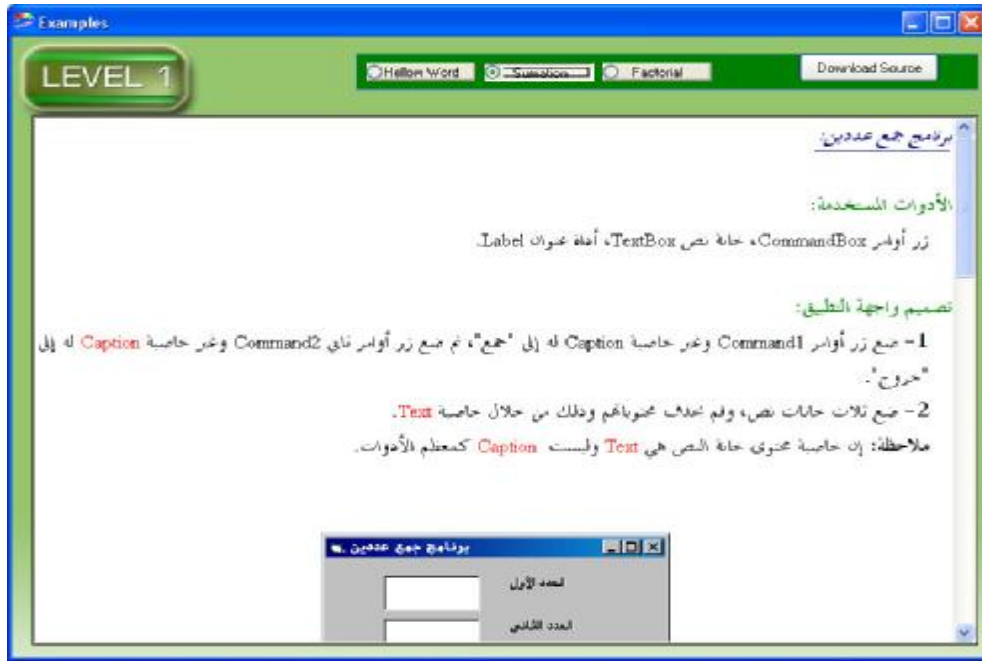 Examples
LEVEL 1
Hellow Word Sumation Factorial Download Source
برنامج جمع عددين:
الأدوات المستخدمة:
زر أوامر CommandBox، خانة نص TextBox، أداة عنوان Label.
تصميم واجهة التطبيق:
1- ضع زر أوامر Command1 وغير خاصية Caption له إلى "جمع"، ثم ضع زر أوامر ثاني Command2 وغير خاصية Caption له إلى
"خروج".
2- ضع ثلاث خانات نص، وقم بحذف محتوياتهم وذلك من خلال خاصية Text.
ملاحظة: إن خاصية محتوى خانة النص هي Text وليست Caption كمعظم الأدوات.
برنامج جمع عددين
العدد الأول
العدد الثاني